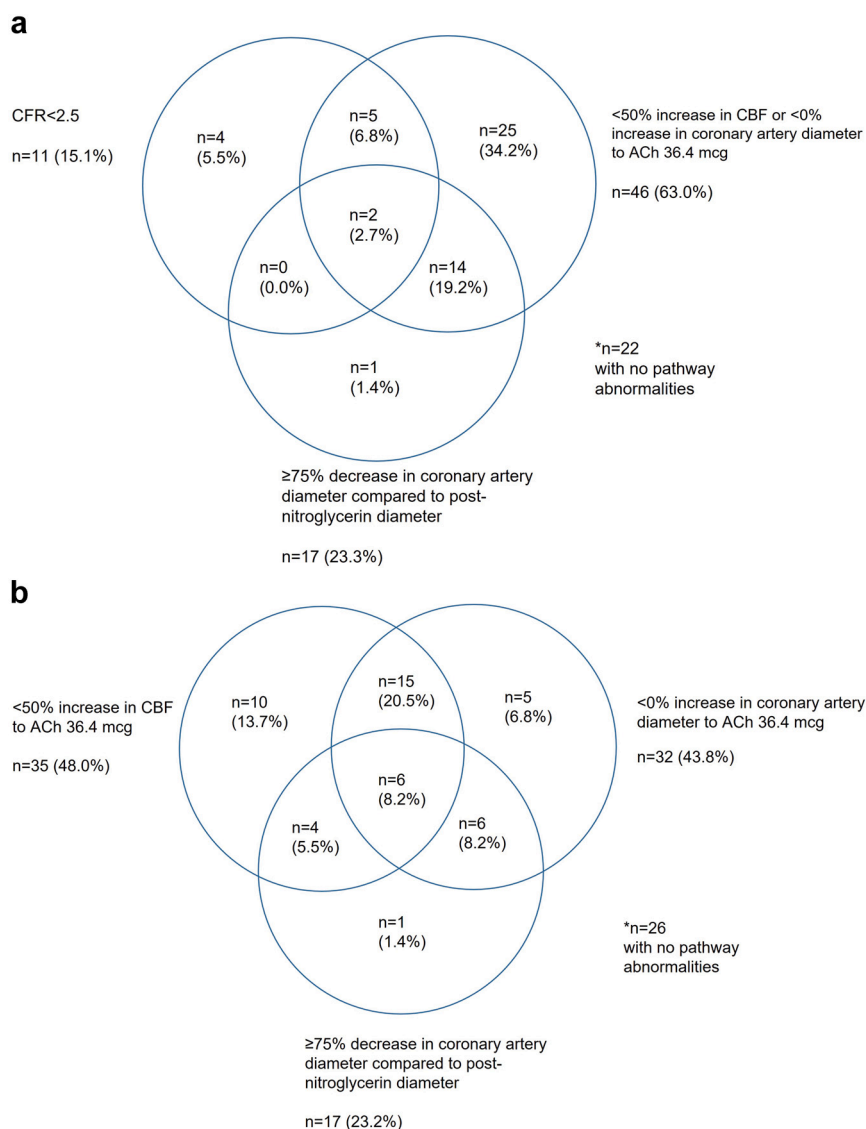 a
CFR<2.5
n=11 (15.1%)
n=4
(5.5%)
n=5
(6.8%)
n=25
(34.2%)
<50% increase in CBF or <0%
increase in coronary artery diameter
to ACh 36.4 mcg
n=46 (63.0%)
n=2
(2.7%)
n=0
(0.0%)
n=14
(19.2%)
n=1
(1.4%)
*n=22
with no pathway
abnormalities
≥75% decrease in coronary artery
diameter compared to post-
nitroglycerin diameter
n=17 (23.3%)
b
<50% increase in CBF
to ACh 36.4 mcg
n=35 (48.0%)
n=10
(13.7%)
n=15
(20.5%)
n=5
(6.8%)
<0% increase in coronary artery
diameter to ACh 36.4 mcg
n=32 (43.8%)
n=6
(8.2%)
n=4
(5.5%)
n=6
(8.2%)
n=1
(1.4%)
*n=26
with no pathway
abnormalities
≥75% decrease in coronary artery
diameter compared to post-
nitroglycerin diameter
n=17 (23.2%)